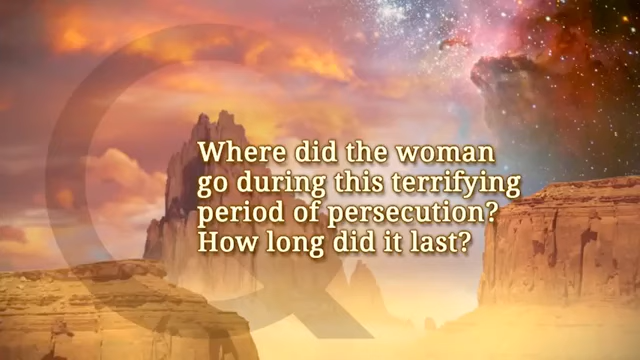 Where did the woman
go during this terrifying
period of persecution?
How long did it last?